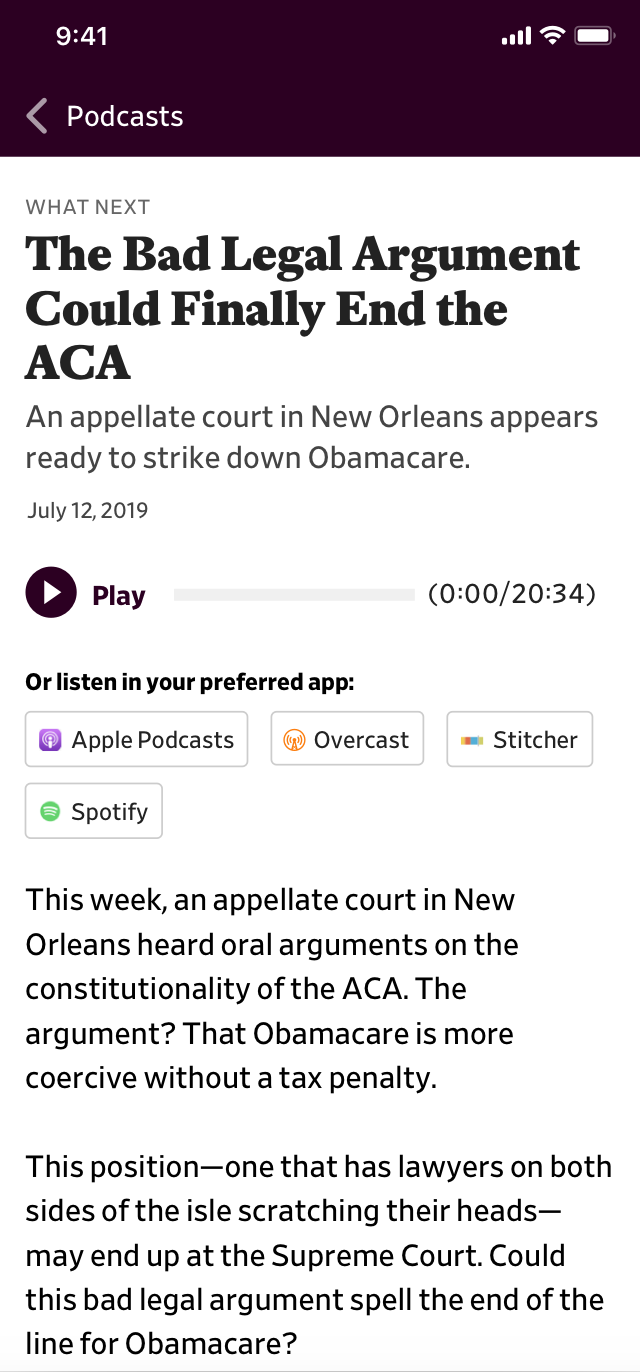 9:41
Podcasts
WHAT NEXT
The Bad Legal Argument
Could Finally End the
ACA
An appellate court in New Orleans appears
ready to strike down Obamacare.
July 12, 2019
Play (0:00/20:34)
Or listen in your preferred app:
Apple Podcasts Overcast Stitcher
Spotify
This week, an appellate court in New
Orleans heard oral arguments on the
constitutionality of the ACA. The
argument? That Obamacare is more
coercive without a tax penalty.
This position—one that has lawyers on both
sides of the isle scratching their heads—
may end up at the Supreme Court. Could
this bad legal argument spell the end of the
line for Obamacare?